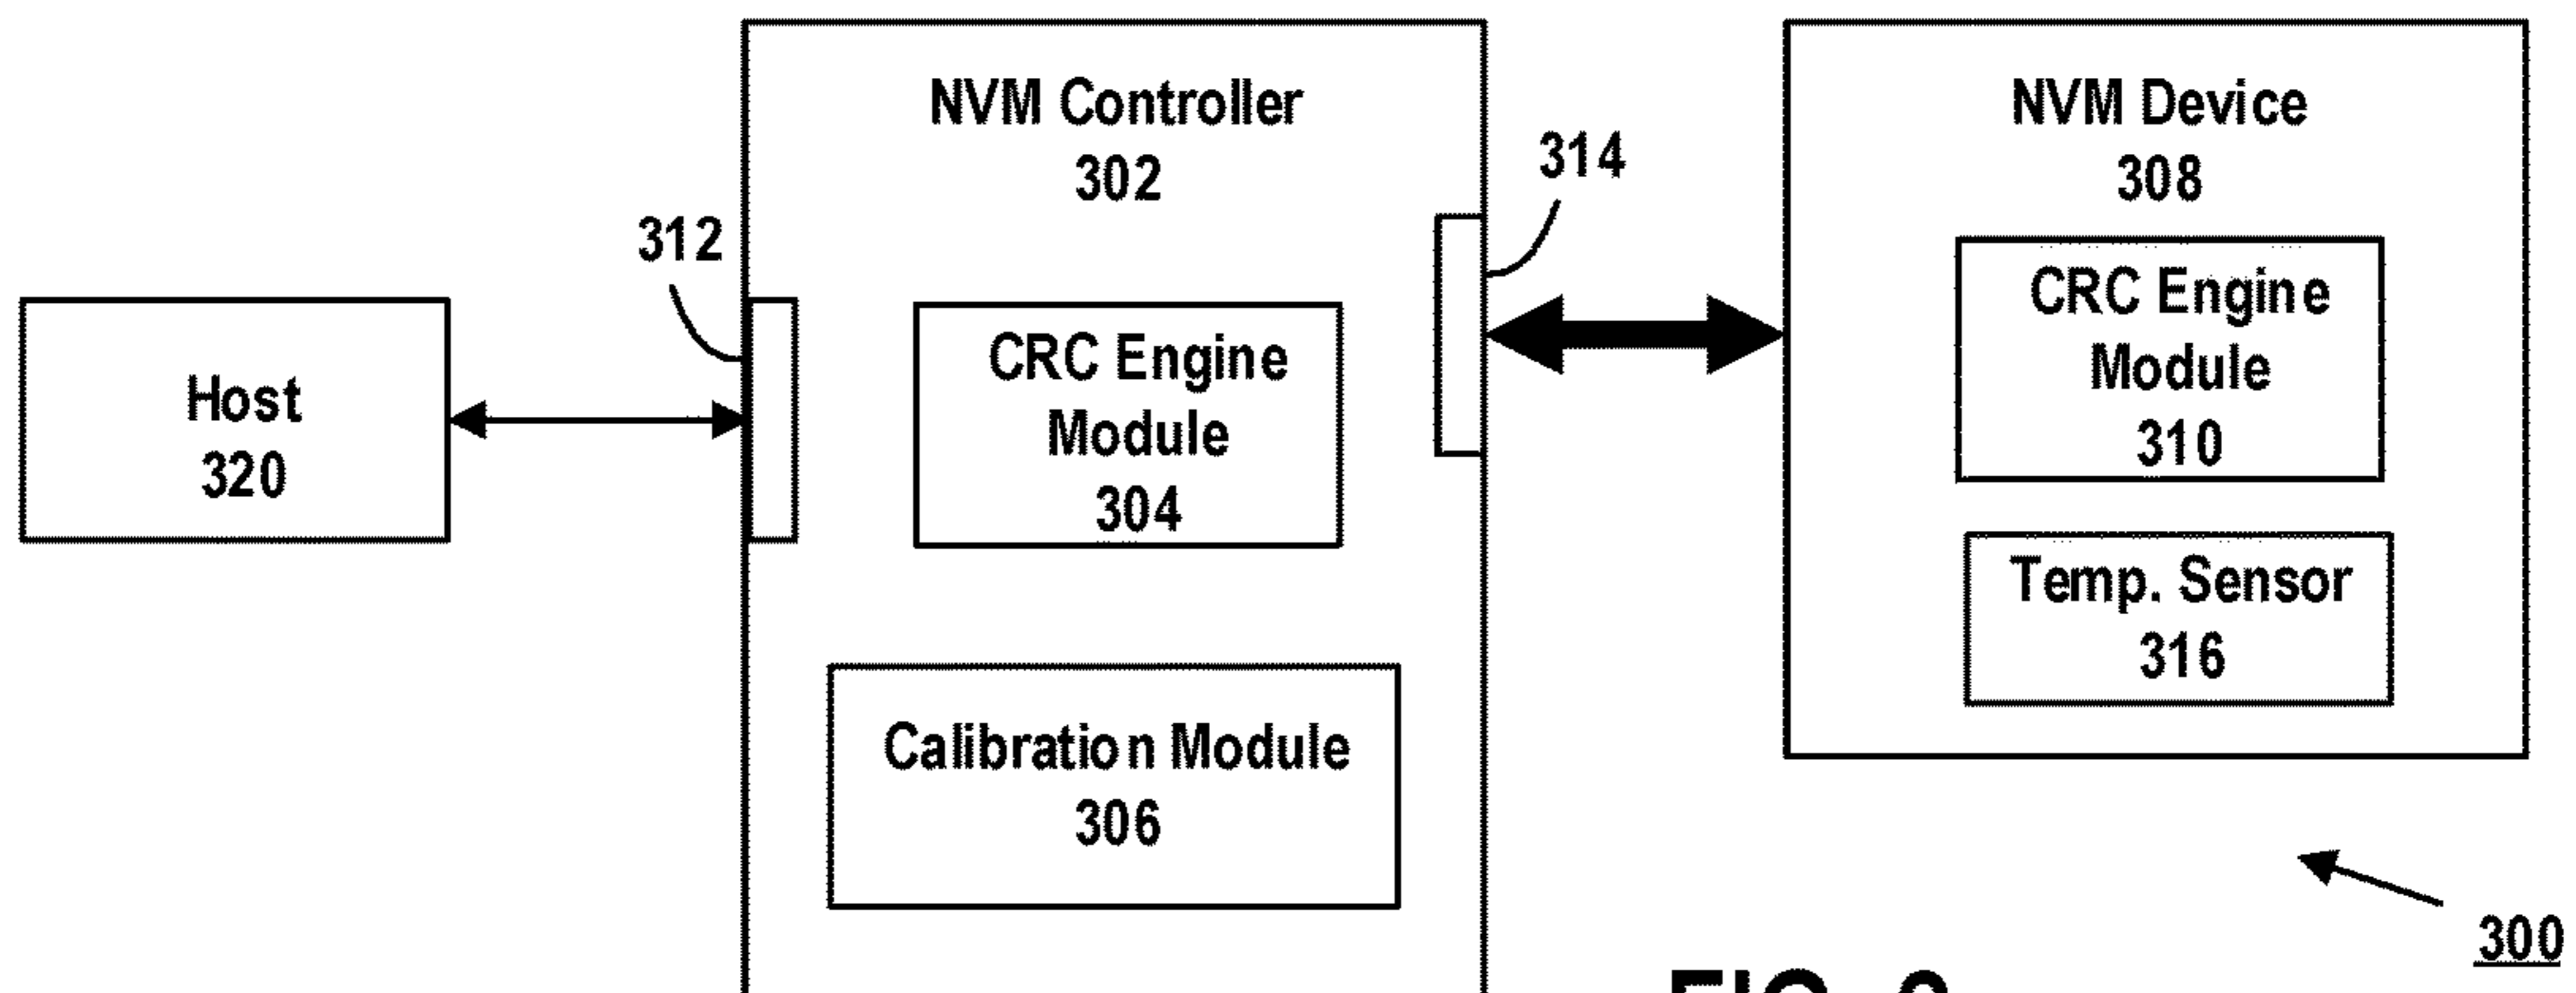 NVM Controller
302
NVM Device
308
314
312
CRC Engine
Module
310
CRC Engine
Module
304
Host
320
Temp. Sensor
316
Calibration Module
306
300